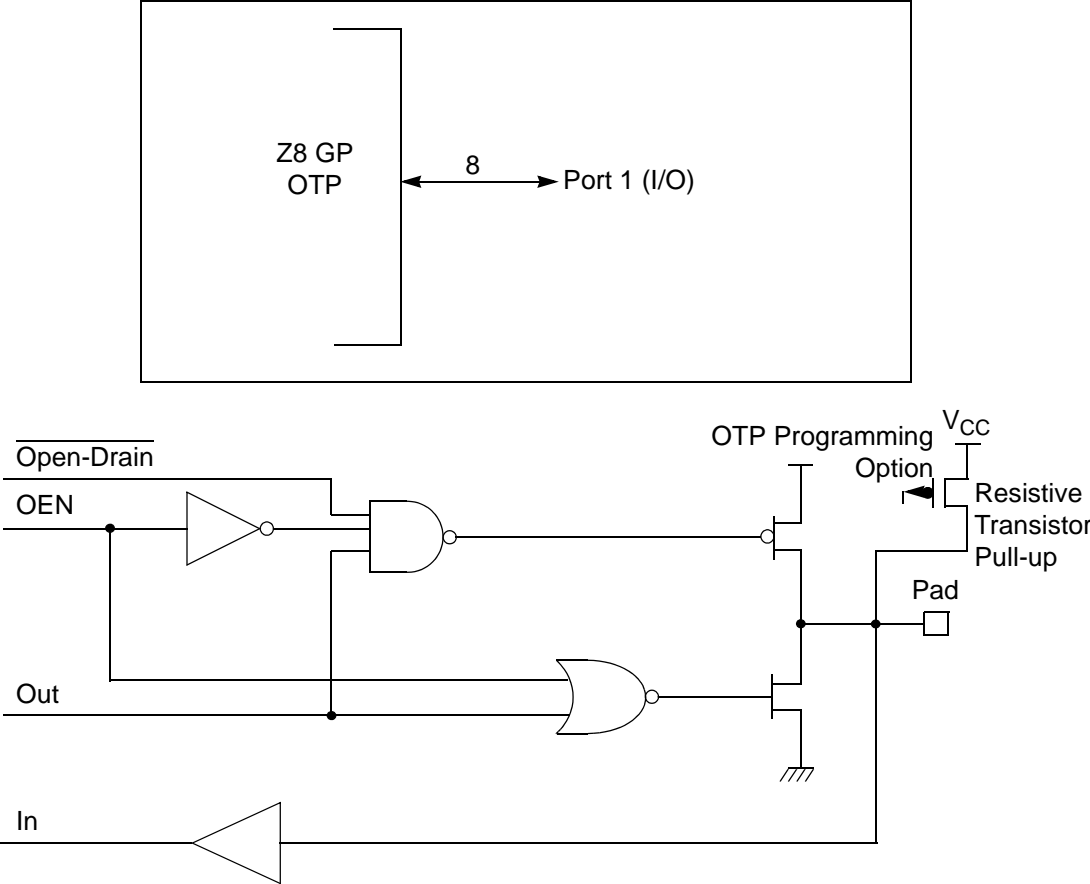 Z8 GP
OTP
8
Port 1 (I/O)
Open-Drain
OEN
Out
In
OTP Programming
Option
VCC
Resistive
Transistor
Pull-up
Pad